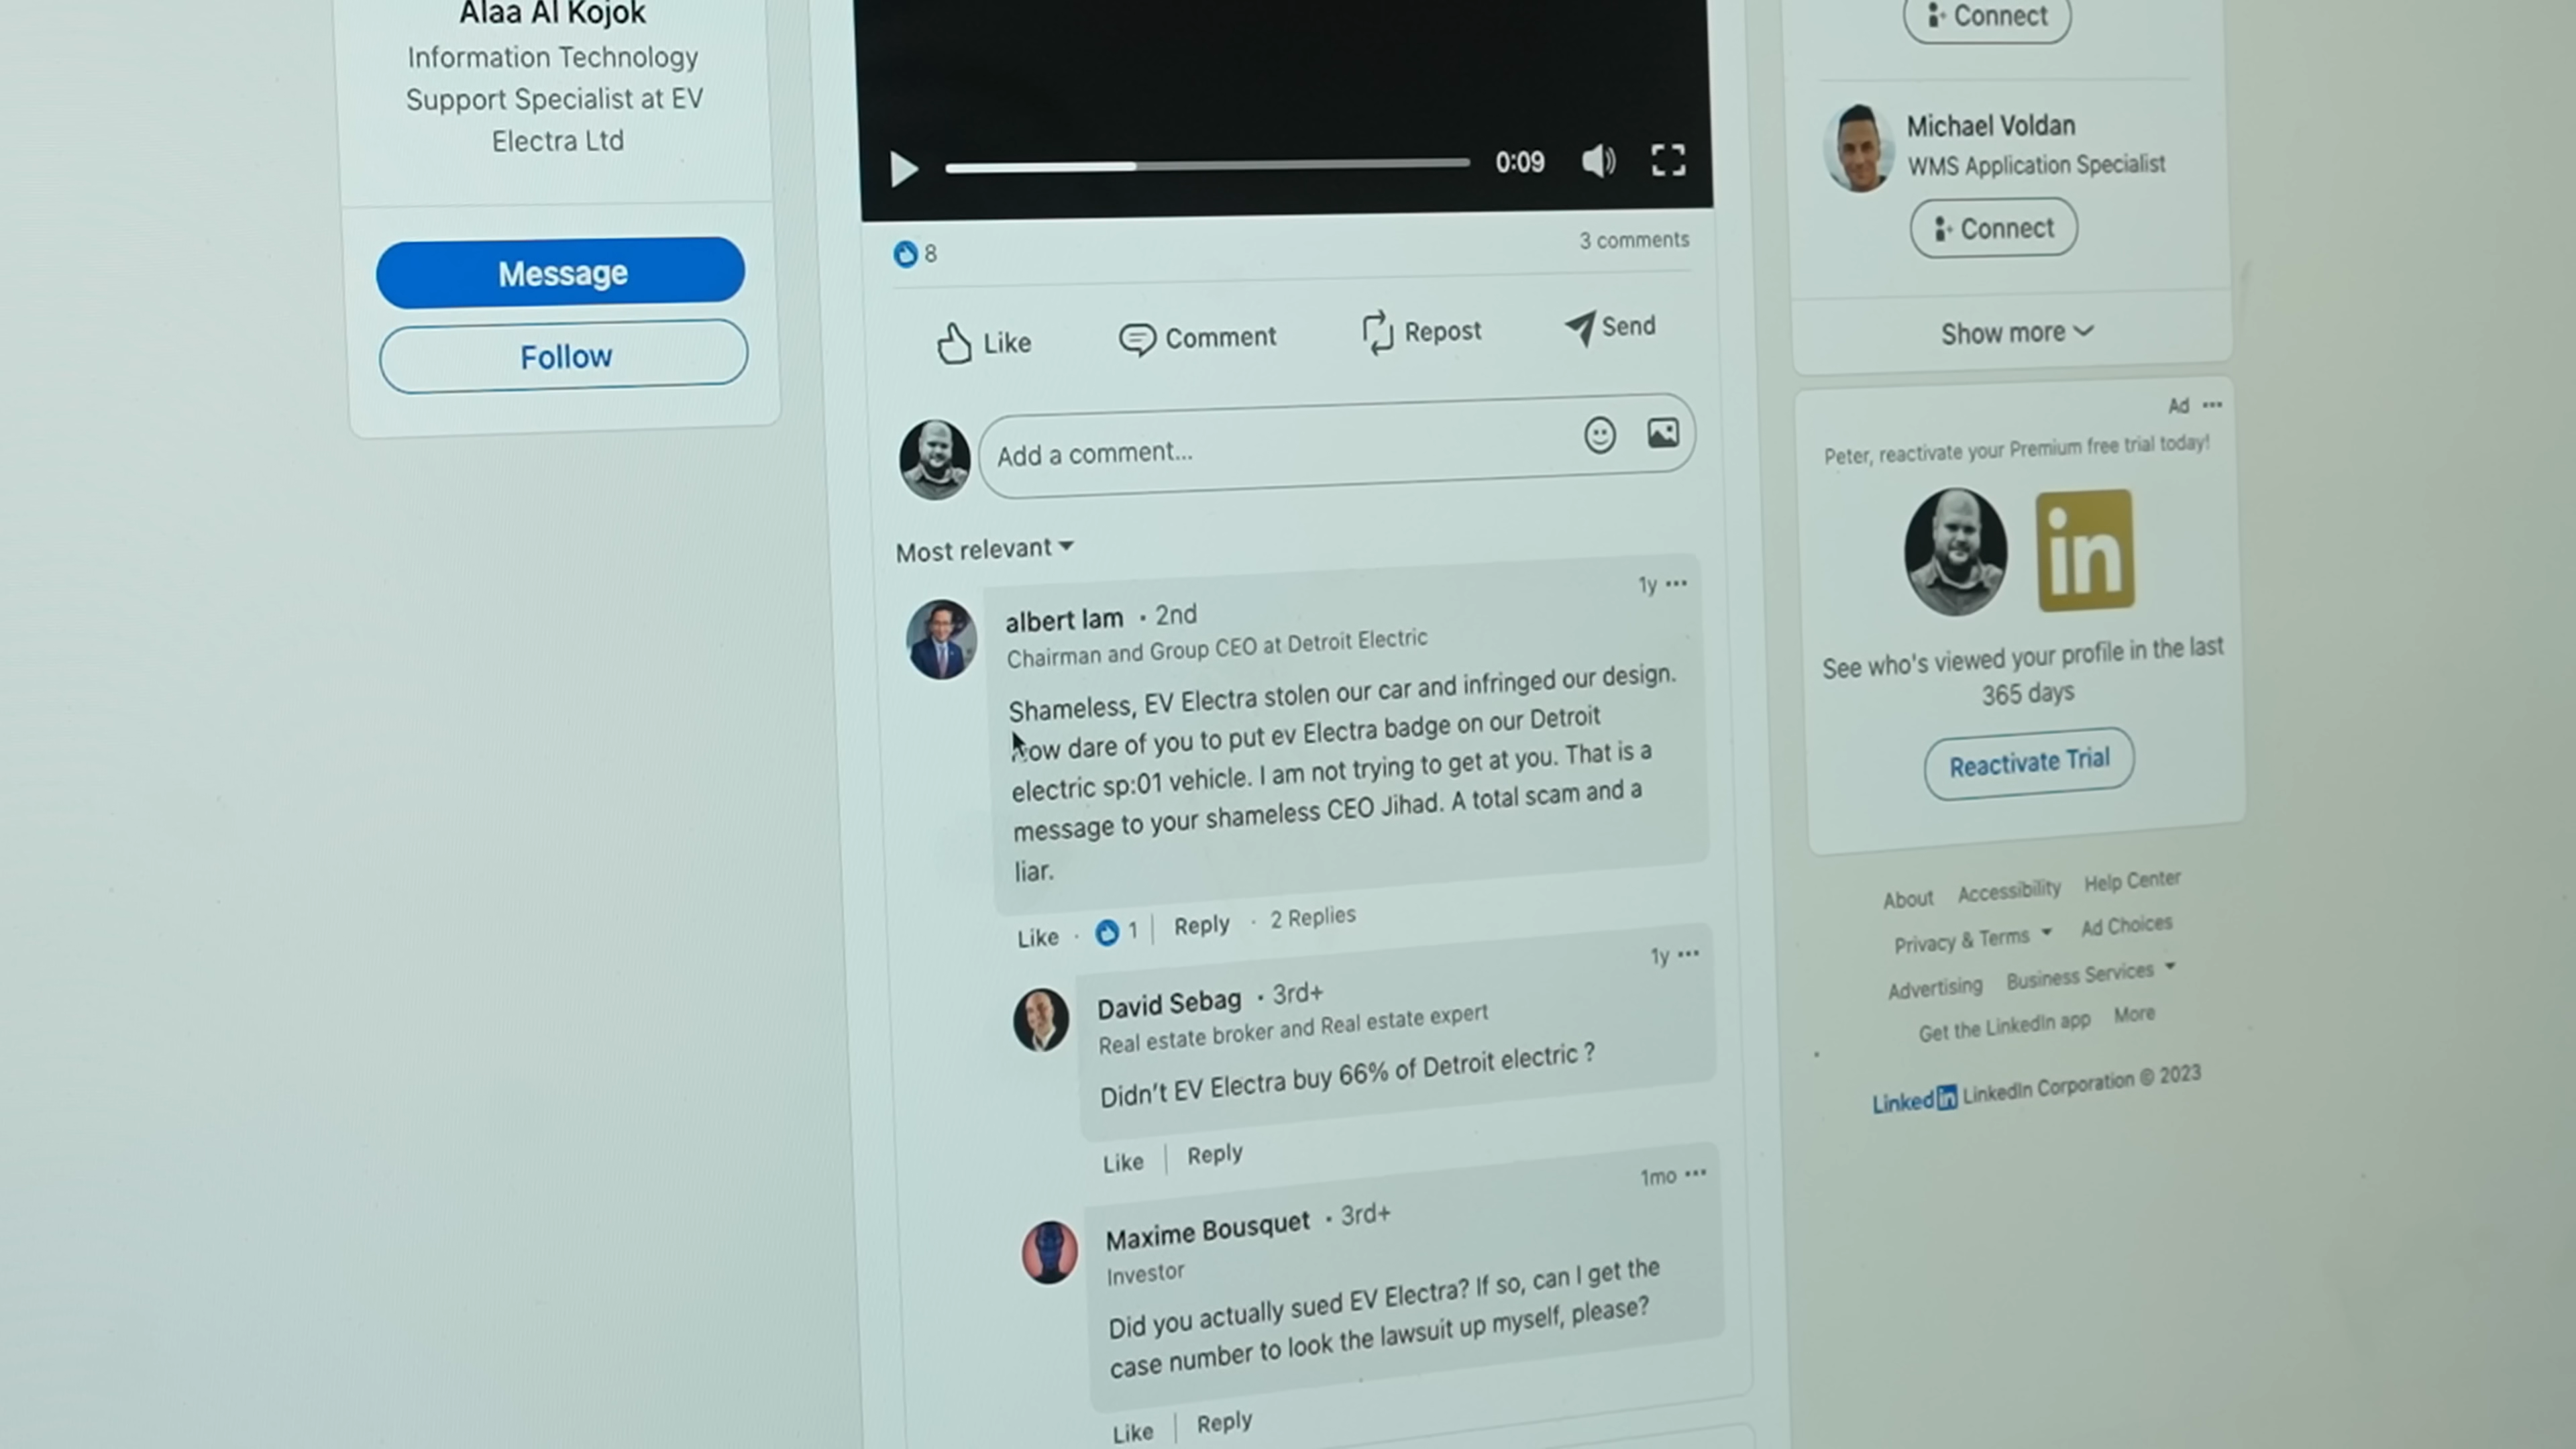 Alaa Al Kojok
Information Technology
Support Specialist at EV
Electra Ltd
Message
Follow
0:09
8
3 comments
Like
Comment
Repost
Send
Add a comment...
Most relevant
albert lam · 2nd
1y
Chairman and Group CEO at Detroit Electric
Shameless, EV Electra stolen our car and infringed our design.
How dare of you to put ev Electra badge on our Detroit
electric sp:01 vehicle. I am not trying to get at you. That is a
message to your shameless CEO Jihad. A total scam and a
liar.
Like · 1 | Reply · 2 Replies
David Sebag · 3rd+
1y
Real estate broker and Real estate expert
Didn't EV Electra buy 66% of Detroit electric ?
Like | Reply
Maxime Bousquet · 3rd+
1mo
Investor
Did you actually sued EV Electra? If so, can I get the
case number to look the lawsuit up myself, please?
Like | Reply
Connect
Michael Voldan
WMS Application Specialist
Connect
Show more
Ad
Peter, reactivate your Premium free trial today!
in
See who's viewed your profile in the last
365 days
Reactivate Trial
About Accessibility Help Center
Privacy & Terms Ad Choices
Advertising Business Services
Get the LinkedIn app More
LinkedIn LinkedIn Corporation © 2023